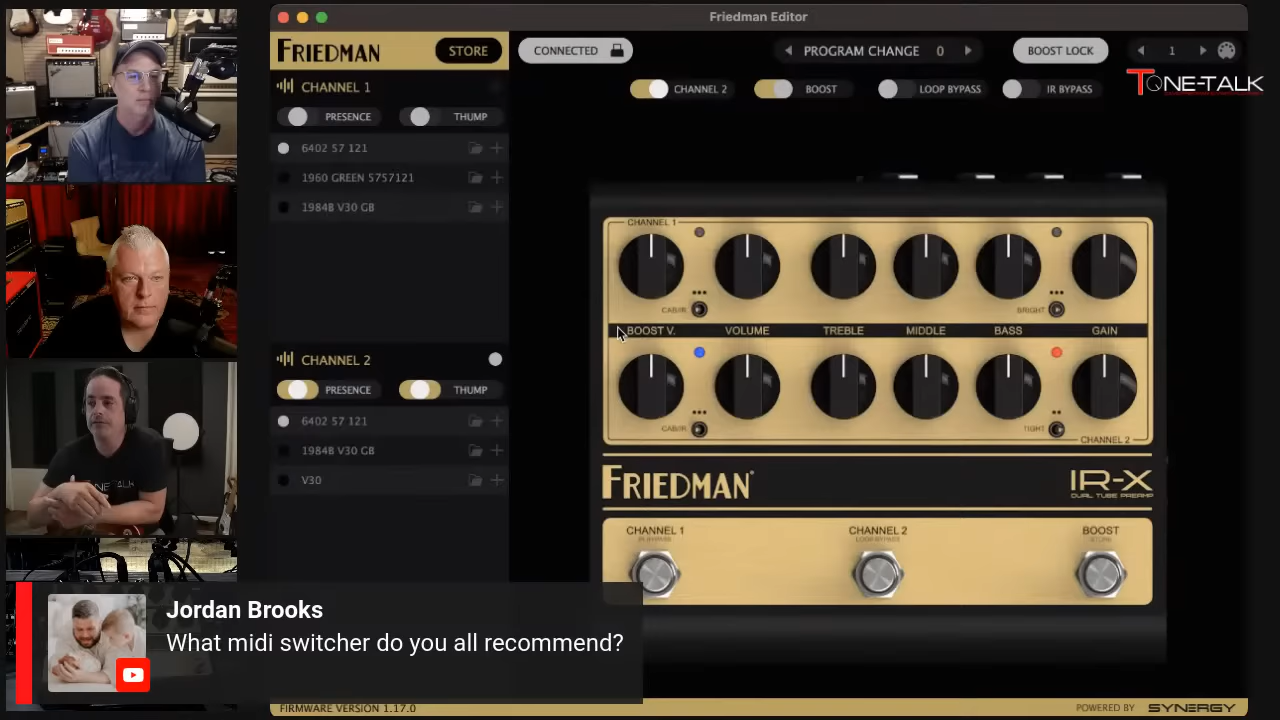 Friedman Editor
FRIEDMAN
STORE
CONNECTED
PROGRAM CHANGE 0
BOOST LOCK
1
CHANNEL 2
BOOST
LOOP BYPASS
IR BYPASS
TONE-TALK
CHANNEL 1
PRESENCE
THUMP
6402 57 121
1960 GREEN 5757121
1984B V30 GB
CHANNEL 2
PRESENCE
THUMP
6402 57 121
1984B V30 GB
V30
CHANNEL 1
CAB/IR
BRIGHT
BOOST V.
VOLUME
TREBLE
MIDDLE
BASS
GAIN
CAB/IR
TIGHT
CHANNEL 2
FRIEDMAN
IR-X
DUAL TUBE PREAMP
CHANNEL 1
CHANNEL 2
LOOP BYPASS
BOOST
Jordan Brooks
What midi switcher do you all recommend?
FIRMWARE VERSION 1.17.0
POWERED BY SYNERGY